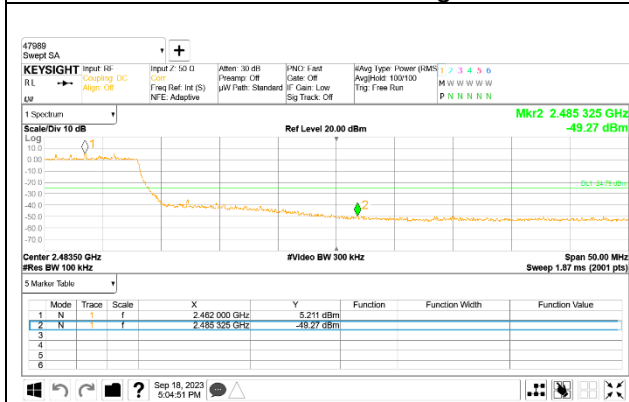 47989
Swept SA
+
KEYSIGHT Input: RF Input Z: 50 Ω Atten: 30 dB PNO: Fast #Avg Type: Power (RMS 1 2 3 4 5 6
RL Coupling: DC Corr Preamp: Off Gate: Off Avg|Hold: 100/100 M W W W W W
Align: Off Freq Ref: Int (S) µW Path: Standard IF Gain: Low Trig: Free Run
NFE: Adaptive Sig Track: Off P N N N N N
1 Spectrum Mkr2 2.485 325 GHz
Scale/Div 10 dB Ref Level 20.00 dBm -49.27 dBm
Log
10.0 1
0.00
-10.0
-20.0
-30.0
-40.0
-50.0 2
-60.0
-70.0
Center 2.48350 GHz #Video BW 300 kHz Span 50.00 MHz
#Res BW 100 kHz Sweep 1.87 ms (2001 pts)
5 Marker Table
Mode Trace Scale X Y Function Function Width Function Value
1 N 1 f 2.462 000 GHz 5.211 dBm
2 N 1 f 2.485 325 GHz -49.27 dBm
3
4
5
6
? Sep 18, 2023
5:04:51 PM